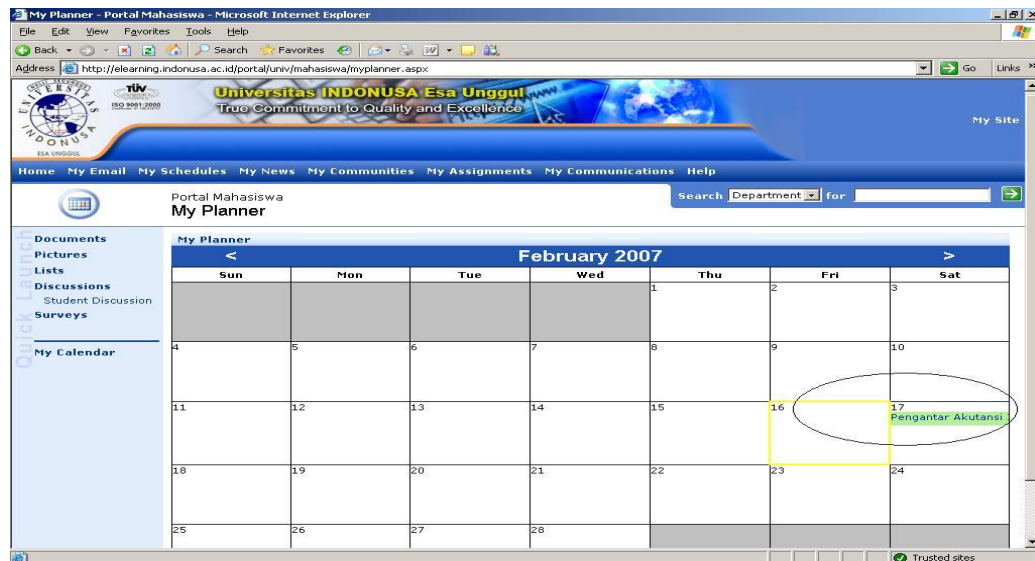 My Planner - Portal Mahasiswa - Microsoft Internet Explorer
File Edit View Favorites Tools Help
Back Search Favorites
Address http://elearning.indonusa.ac.id/portal/univ/mahasiswa/myplanner.aspx Go Links »
UNIVERSITAS INDONUSA
ESA UNGGUL
TÜV
CERT
ISO 9001:2000
Universitas INDONUSA Esa Unggul
True Commitment to Quality and Excellence
www
My Site
Home My Email My Schedules My News My Communities My Assignments My Communications Help
Portal Mahasiswa
My Planner
Search Department for
Quick Launch
Documents
Pictures
Lists
Discussions
Student Discussion
Surveys
My Calendar
My Planner
< February 2007 >
Sun Mon Tue Wed Thu Fri Sat
1 2 3
4 5 6 7 8 9 10
11 12 13 14 15 16 17
Pengantar Akutansi
18 19 20 21 22 23 24
25 26 27 28
Trusted sites